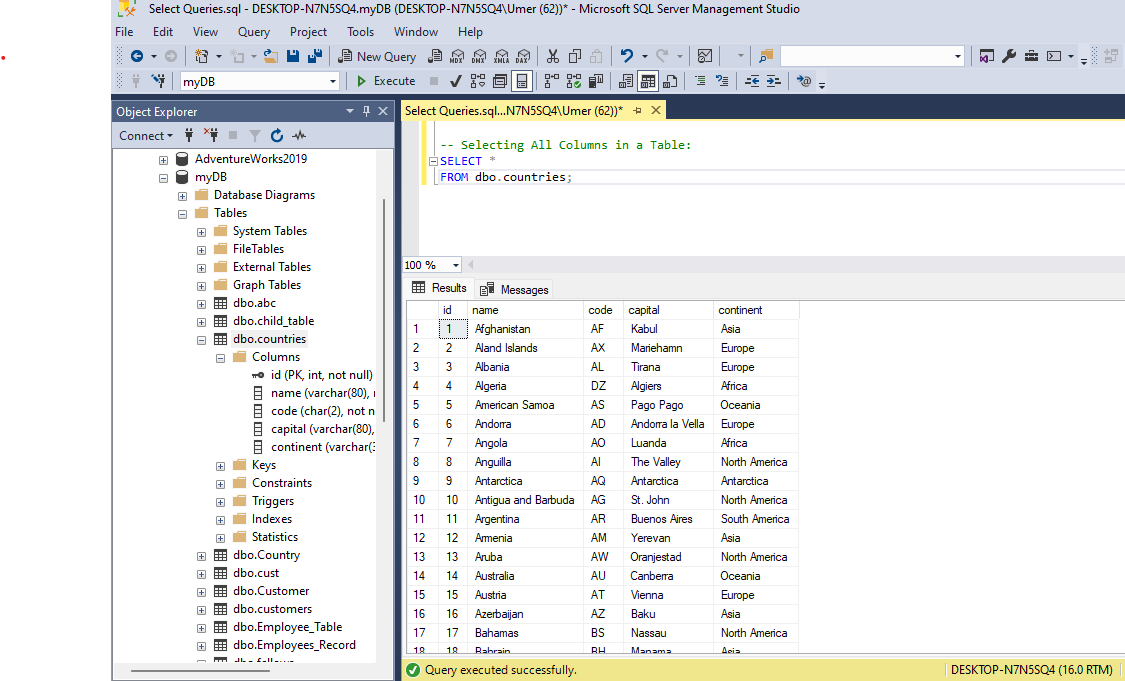 Select Queries.sql - DESKTOP-N7N5SQ4.myDB (DESKTOP-N7N5SQ4\Umer (62))* - Microsoft SQL Server Management Studio
File Edit View Query Project Tools Window Help
New Query MDX DMX XMLA DAX
myDB Execute
Object Explorer
Connect
AdventureWorks2019
myDB
Database Diagrams
Tables
System Tables
FileTables
External Tables
Graph Tables
dbo.abc
dbo.child_table
dbo.countries
Columns
id (PK, int, not null)
name (varchar(80), 
code (char(2), not n
capital (varchar(80),
continent (varchar(3
Keys
Constraints
Triggers
Indexes
Statistics
dbo.Country
dbo.cust
dbo.Customer
dbo.customers
dbo.Employee_Table
dbo.Employees_Record
Select Queries.sql...N7N5SQ4\Umer (62))*
-- Selecting All Columns in a Table:
SELECT *
FROM dbo.countries;
100 %
Results Messages
id name code capital continent
1 1 Afghanistan AF Kabul Asia
2 2 Aland Islands AX Mariehamn Europe
3 3 Albania AL Tirana Europe
4 4 Algeria DZ Algiers Africa
5 5 American Samoa AS Pago Pago Oceania
6 6 Andorra AD Andorra la Vella Europe
7 7 Angola AO Luanda Africa
8 8 Anguilla AI The Valley North America
9 9 Antarctica AQ Antarctica Antarctica
10 10 Antigua and Barbuda AG St. John North America
11 11 Argentina AR Buenos Aires South America
12 12 Armenia AM Yerevan Asia
13 13 Aruba AW Oranjestad North America
14 14 Australia AU Canberra Oceania
15 15 Austria AT Vienna Europe
16 16 Azerbaijan AZ Baku Asia
17 17 Bahamas BS Nassau North America
18 18 Bahrain BH Manama Asia
Query executed successfully. DESKTOP-N7N5SQ4 (16.0 RTM)